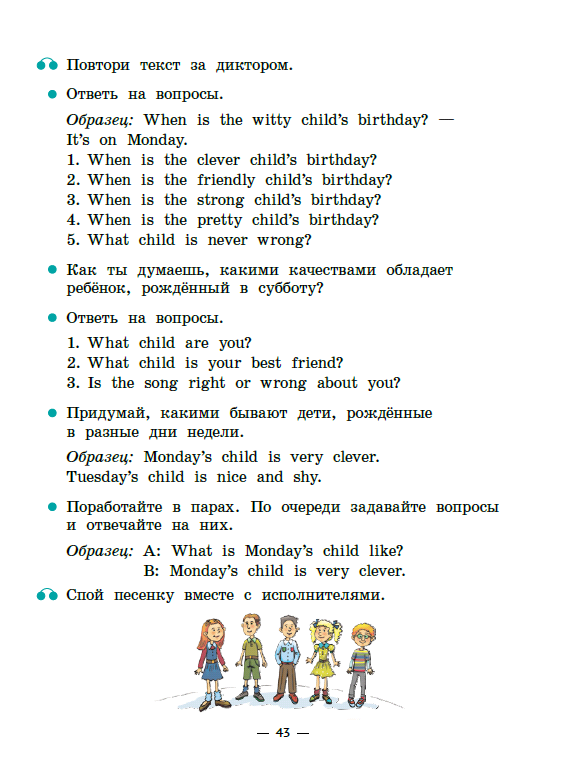 Повтори текст за диктором.
Ответь на вопросы.
Образец: When is the witty child's birthday? —
It's on Monday.
1. When is the clever child's birthday?
2. When is the friendly child's birthday?
3. When is the strong child's birthday?
4. When is the pretty child's birthday?
5. What child is never wrong?
Как ты думаешь, какими качествами обладает
ребёнок, рождённый в субботу?
Ответь на вопросы.
1. What child are you?
2. What child is your best friend?
3. Is the song right or wrong about you?
Придумай, какими бывают дети, рождённые
в разные дни недели.
Образец: Monday's child is very clever.
Tuesday's child is nice and shy.
Поработайте в парах. По очереди задавайте вопросы
и отвечайте на них.
Образец: A: What is Monday's child like?
B: Monday's child is very clever.
Спой песенку вместе с исполнителями.
— 43 —